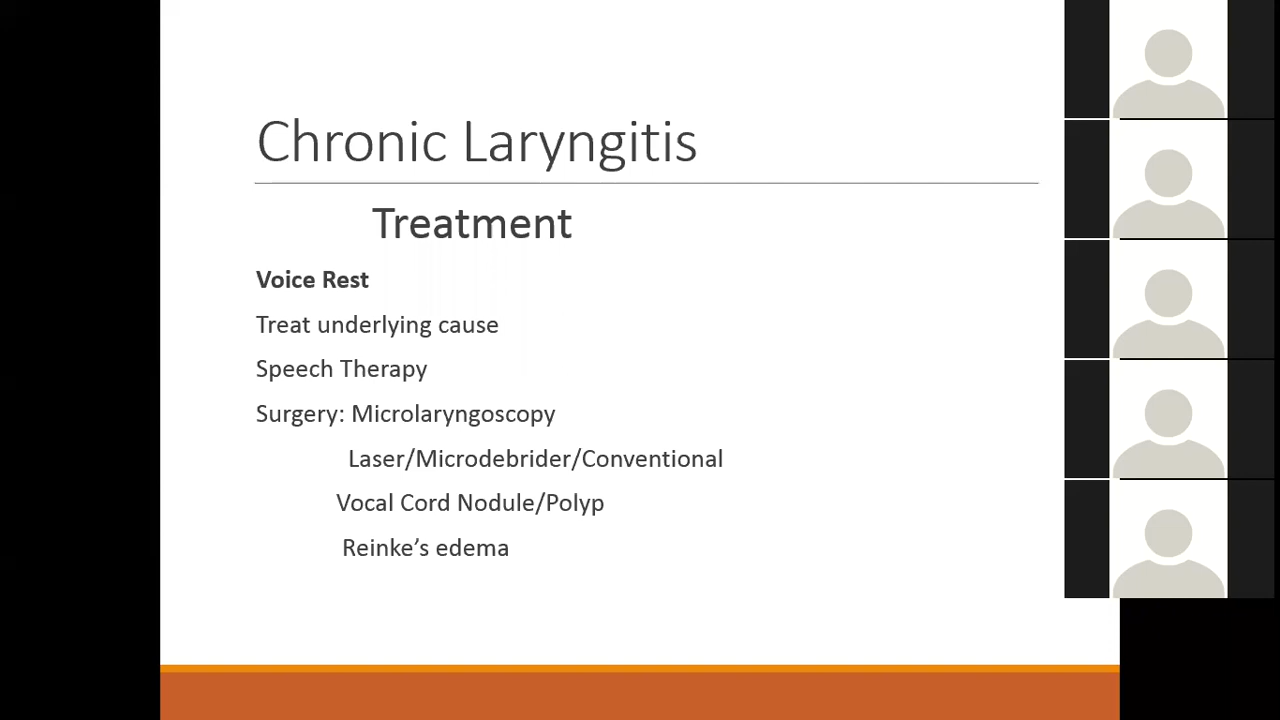 Chronic Laryngitis
Treatment
Voice Rest
Treat underlying cause
Speech Therapy
Surgery: Microlaryngoscopy
Laser/Microdebrider/Conventional
Vocal Cord Nodule/Polyp
Reinke’s edema